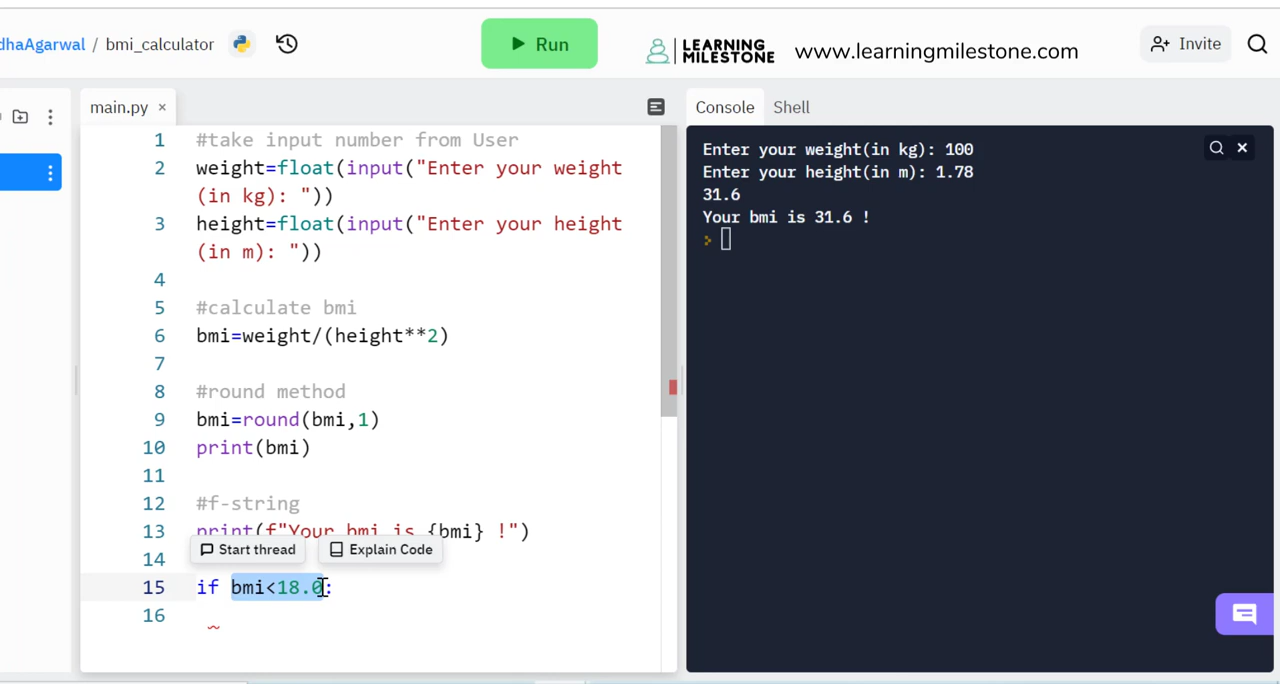 dhaAgarwal / bmi_calculator
Run
LEARNING
MILESTONE
www.learningmilestone.com
Invite
main.py ×
Console
Shell
1 #take input number from User
2 weight=float(input("Enter your weight
(in kg): "))
3 height=float(input("Enter your height
(in m): "))
4
5 #calculate bmi
6 bmi=weight/(height**2)
7
8 #round method
9 bmi=round(bmi,1)
10 print(bmi)
11
12 #f-string
13 print(f"Your bmi is {bmi} !")
14
Start thread
Explain Code
15 if bmi<18.0:
16
Enter your weight(in kg): 100
Enter your height(in m): 1.78
31.6
Your bmi is 31.6 !